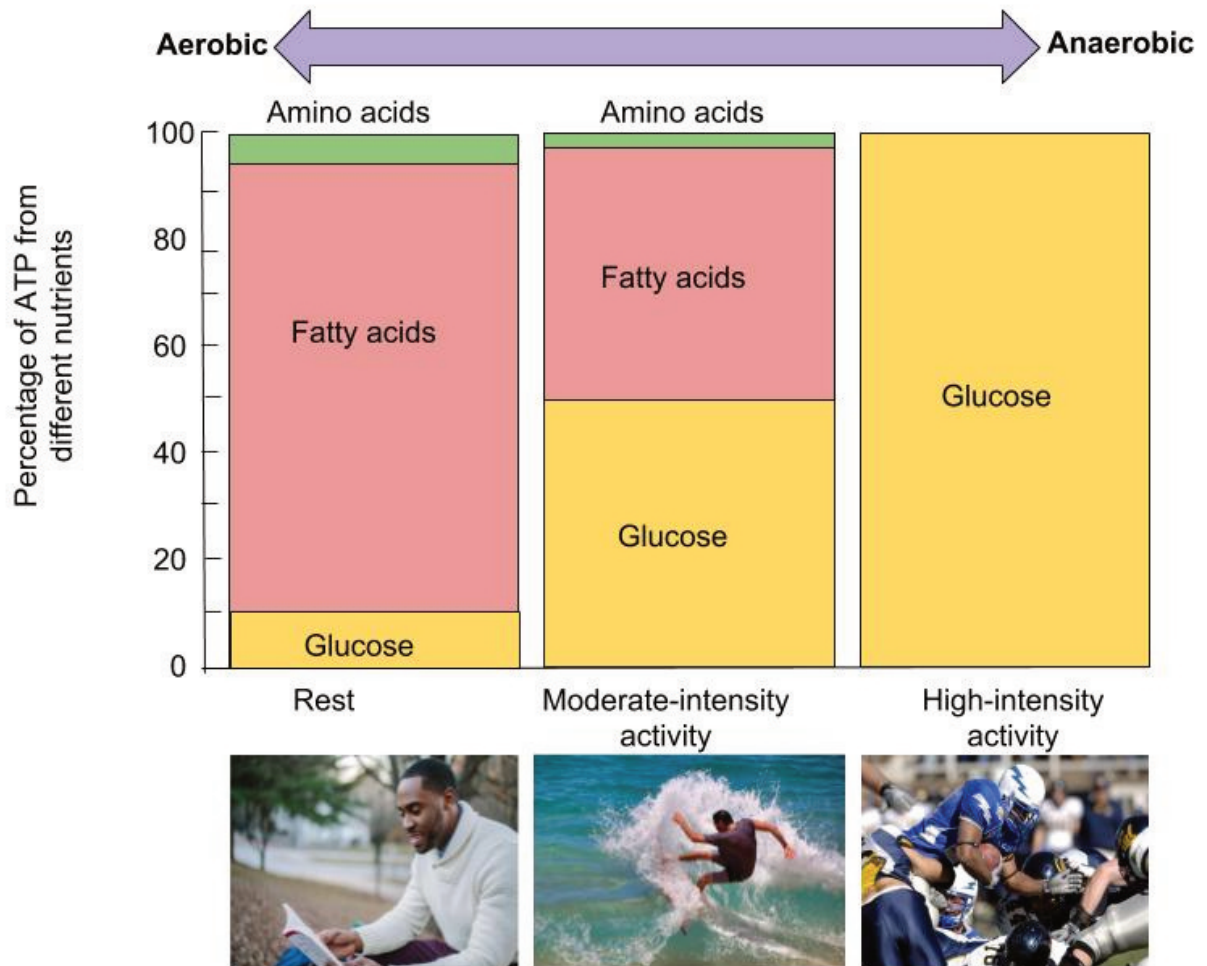 Aerobic
Anaerobic
Amino acids
Amino acids
100
80
60
40
20
0
Percentage of ATP from
different nutrients
Fatty acids
Glucose
Fatty acids
Glucose
Glucose
Rest
Moderate-intensity
activity
High-intensity
activity